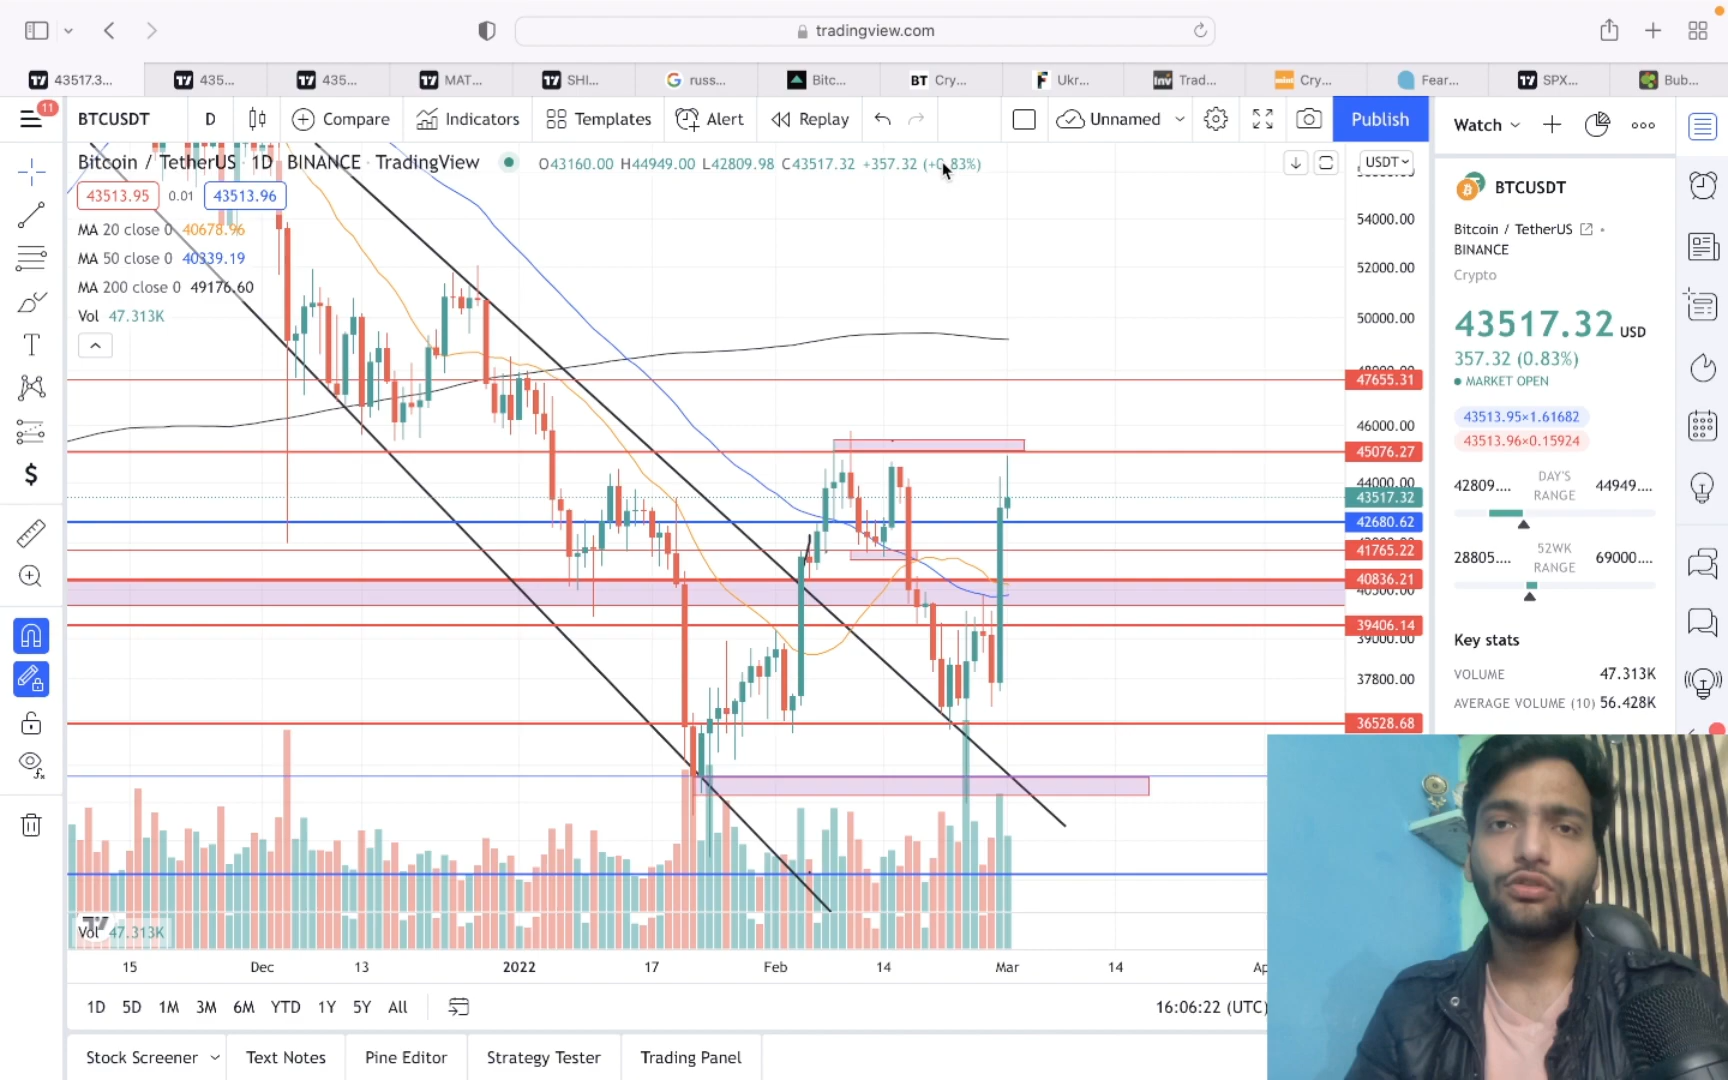 tradingview.com
43517.3...
435...
435...
MAT...
SHI...
russ...
Bitc...
BT Cry...
Ukr...
Inv Trad...
mint Cry...
Fear...
SPX...
Bub...
11
BTCUSDT D Compare Indicators Templates Alert Replay Unnamed Publish
Bitcoin / TetherUS 1D BINANCE TradingView O43160.00 H44949.00 L42809.98 C43517.32 +357.32 (+0.83%)
USDT
43513.95 0.01 43513.96
MA 20 close 0 40678.96
MA 50 close 0 40339.19
MA 200 close 0 49176.60
Vol 47.313K
54000.00
52000.00
50000.00
47655.31
46000.00
45076.27
44000.00
43517.32
42680.62
41765.22
40836.21
39406.14
39000.00
37800.00
36528.68
Vol 47.313K
15 Dec 13 2022 17 Feb 14 Mar 14
1D 5D 1M 3M 6M YTD 1Y 5Y All 16:06:22 (UTC)
Stock Screener Text Notes Pine Editor Strategy Tester Trading Panel
Watch
BTCUSDT
Bitcoin / TetherUS
BINANCE
Crypto
43517.32 USD
357.32 (0.83%)
MARKET OPEN
43513.95×1.61682
43513.96×0.15924
42809.... DAY'S RANGE 44949....
28805.... 52WK RANGE 69000....
Key stats
VOLUME 47.313K
AVERAGE VOLUME (10) 56.428K